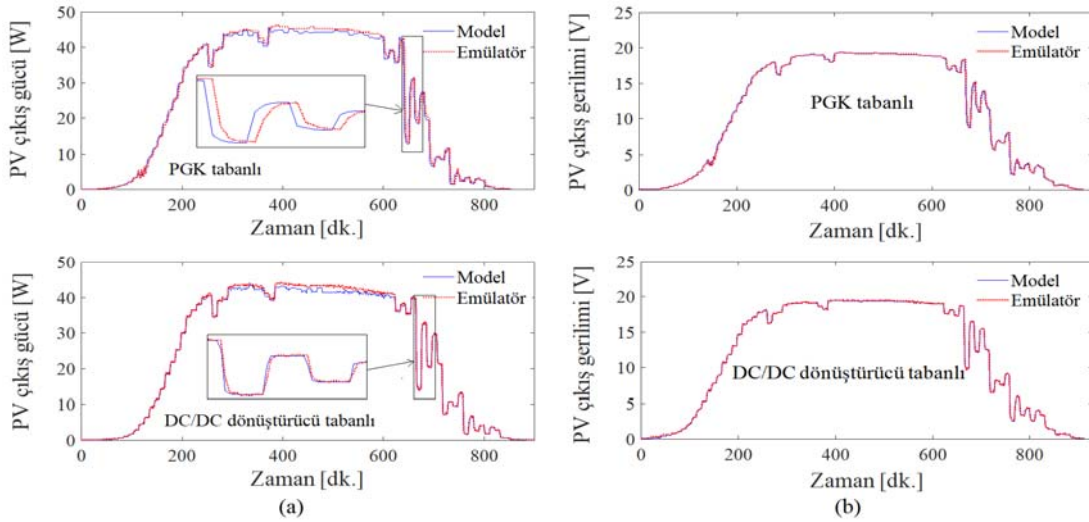 PV çıkış gücü [W]
50
40
30
20
10
0
Model
Emülatör
PGK tabanlı
0
200
400
600
800
Zaman [dk.]
PV çıkış gerilimi [V]
25
20
15
10
5
0
Model
Emülatör
PGK tabanlı
0
200
400
600
800
Zaman [dk.]
PV çıkış gücü [W]
50
40
30
20
10
0
Model
Emülatör
DC/DC dönüştürücü tabanlı
0
200
400
600
800
Zaman [dk.]
(a)
PV çıkış gerilimi [V]
25
20
15
10
5
0
Model
Emülatör
DC/DC dönüştürücü tabanlı
0
200
400
600
800
Zaman [dk.]
(b)